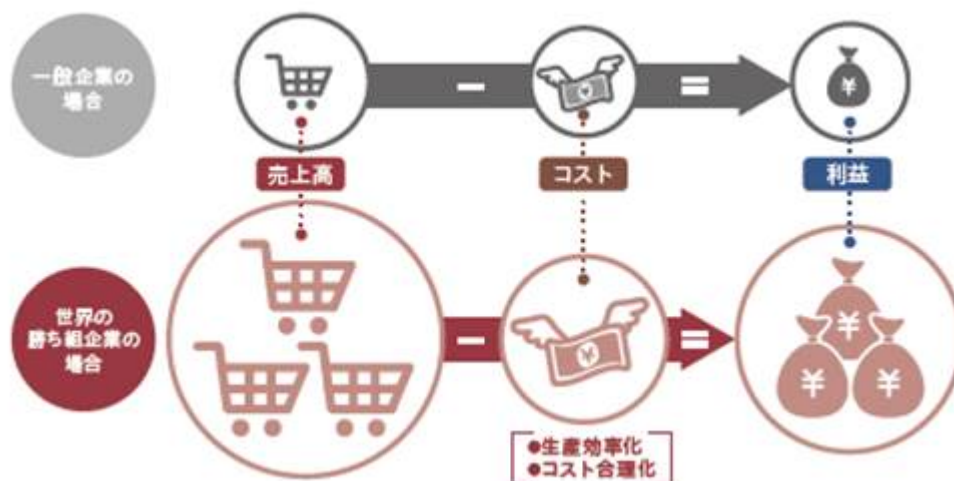 一般企業の
場合
売上高
コスト
利益
世界の
勝ち組企業の
場合
●生産効率化
●コスト合理化